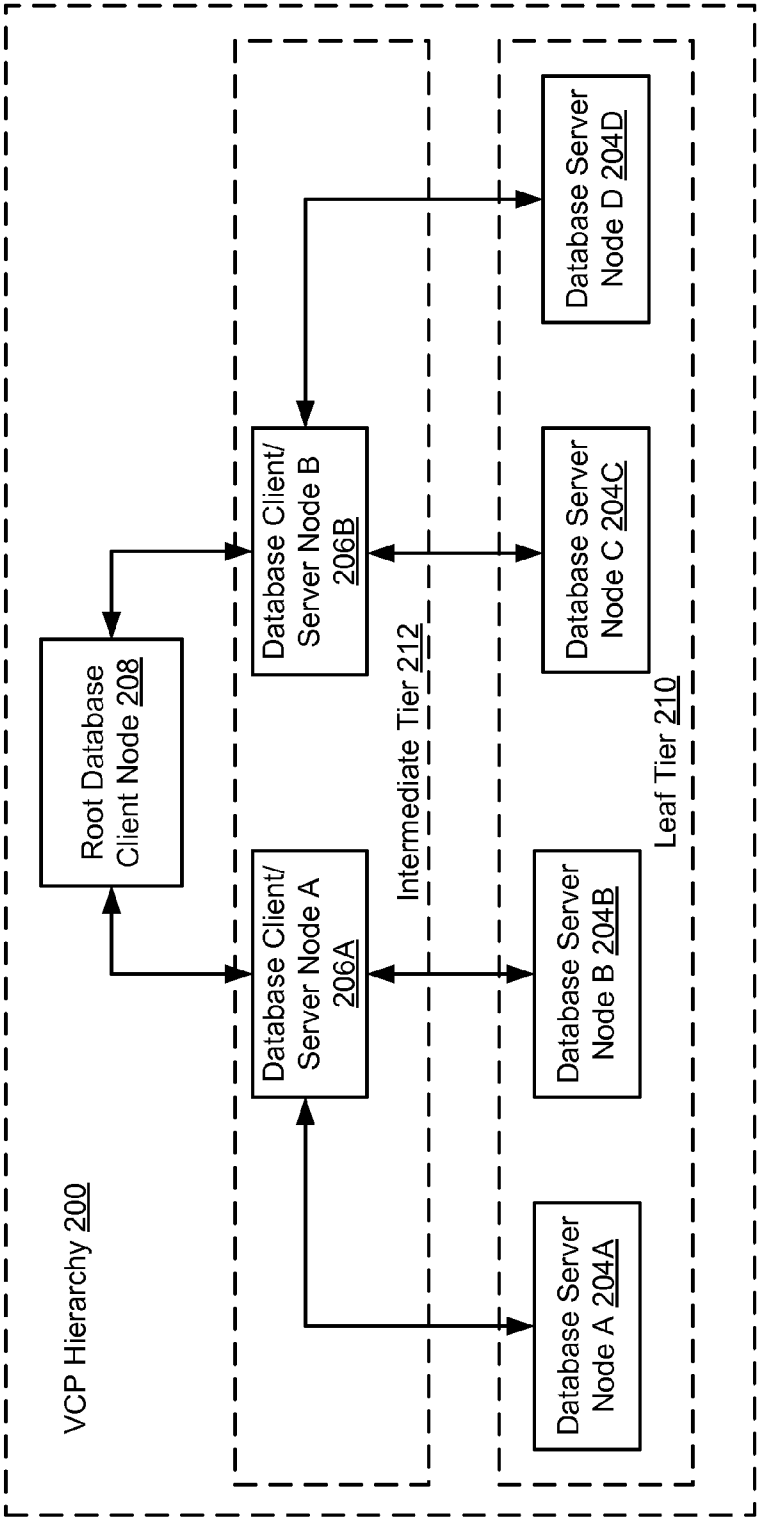 VCP Hierarchy 200
Root Database
Client Node 208
Database Client/
Server Node A
206A
Database Client/
Server Node B
206B
Intermediate Tier 212
Database Server
Node A 204A
Database Server
Node B 204B
Database Server
Node C 204C
Database Server
Node D 204D
Leaf Tier 210